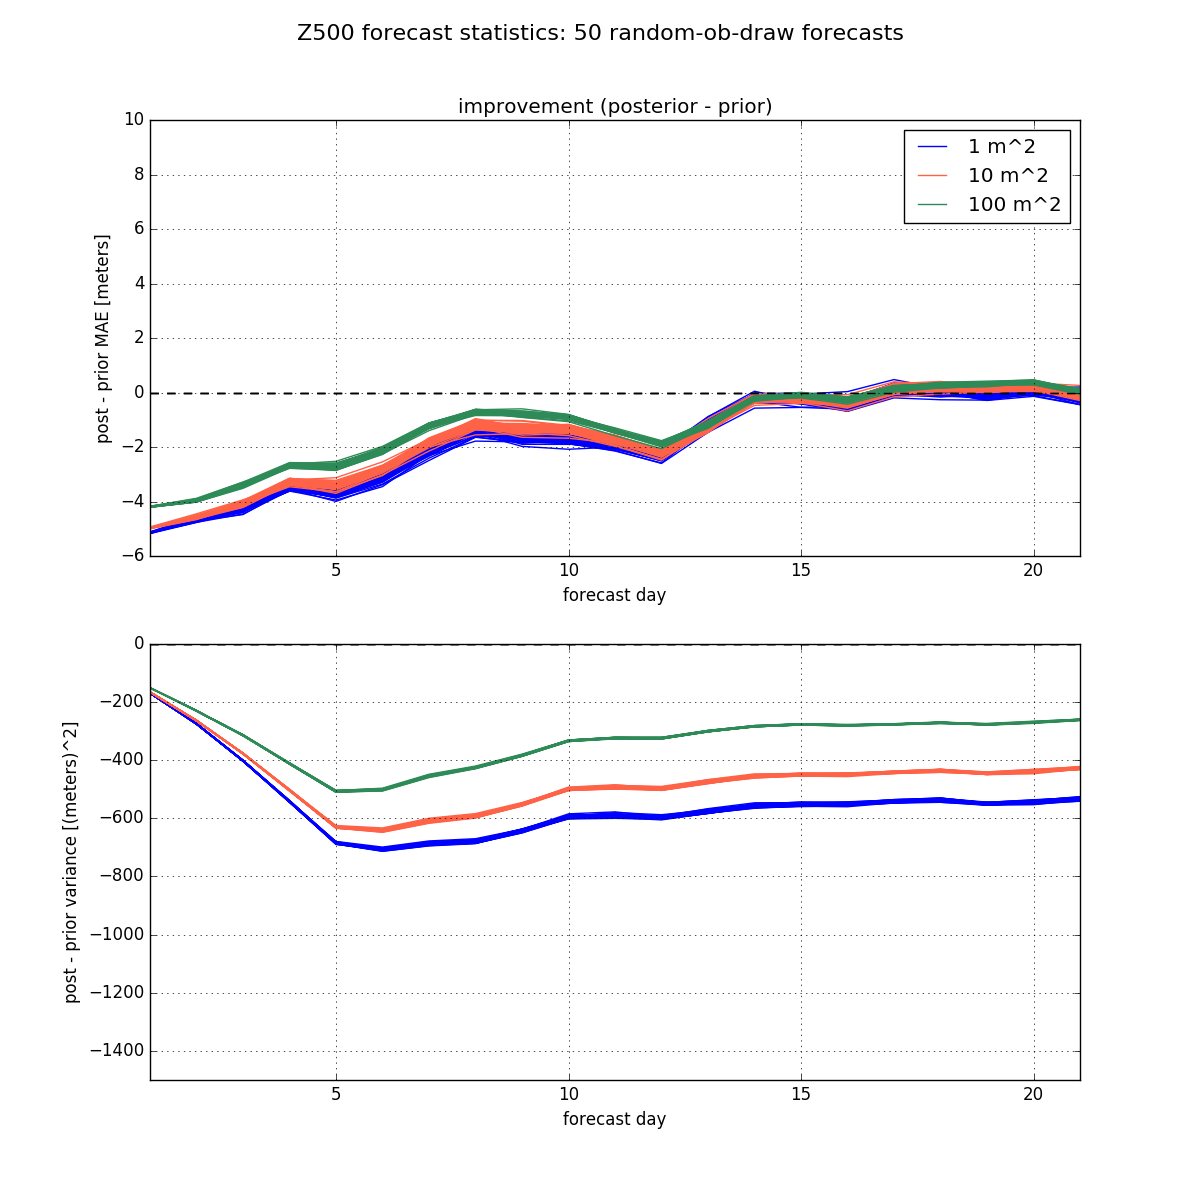 Z500 forecast statistics: 50 random-ob-draw forecasts
improvement (posterior - prior)
10
8
6
4
2
0
−2
−4
−6
post - prior MAE [meters]
1 m^2
10 m^2
100 m^2
5
10
15
20
forecast day
0
−200
−400
−600
−800
−1000
−1200
−1400
post - prior variance [(meters)^2]
5
10
15
20
forecast day